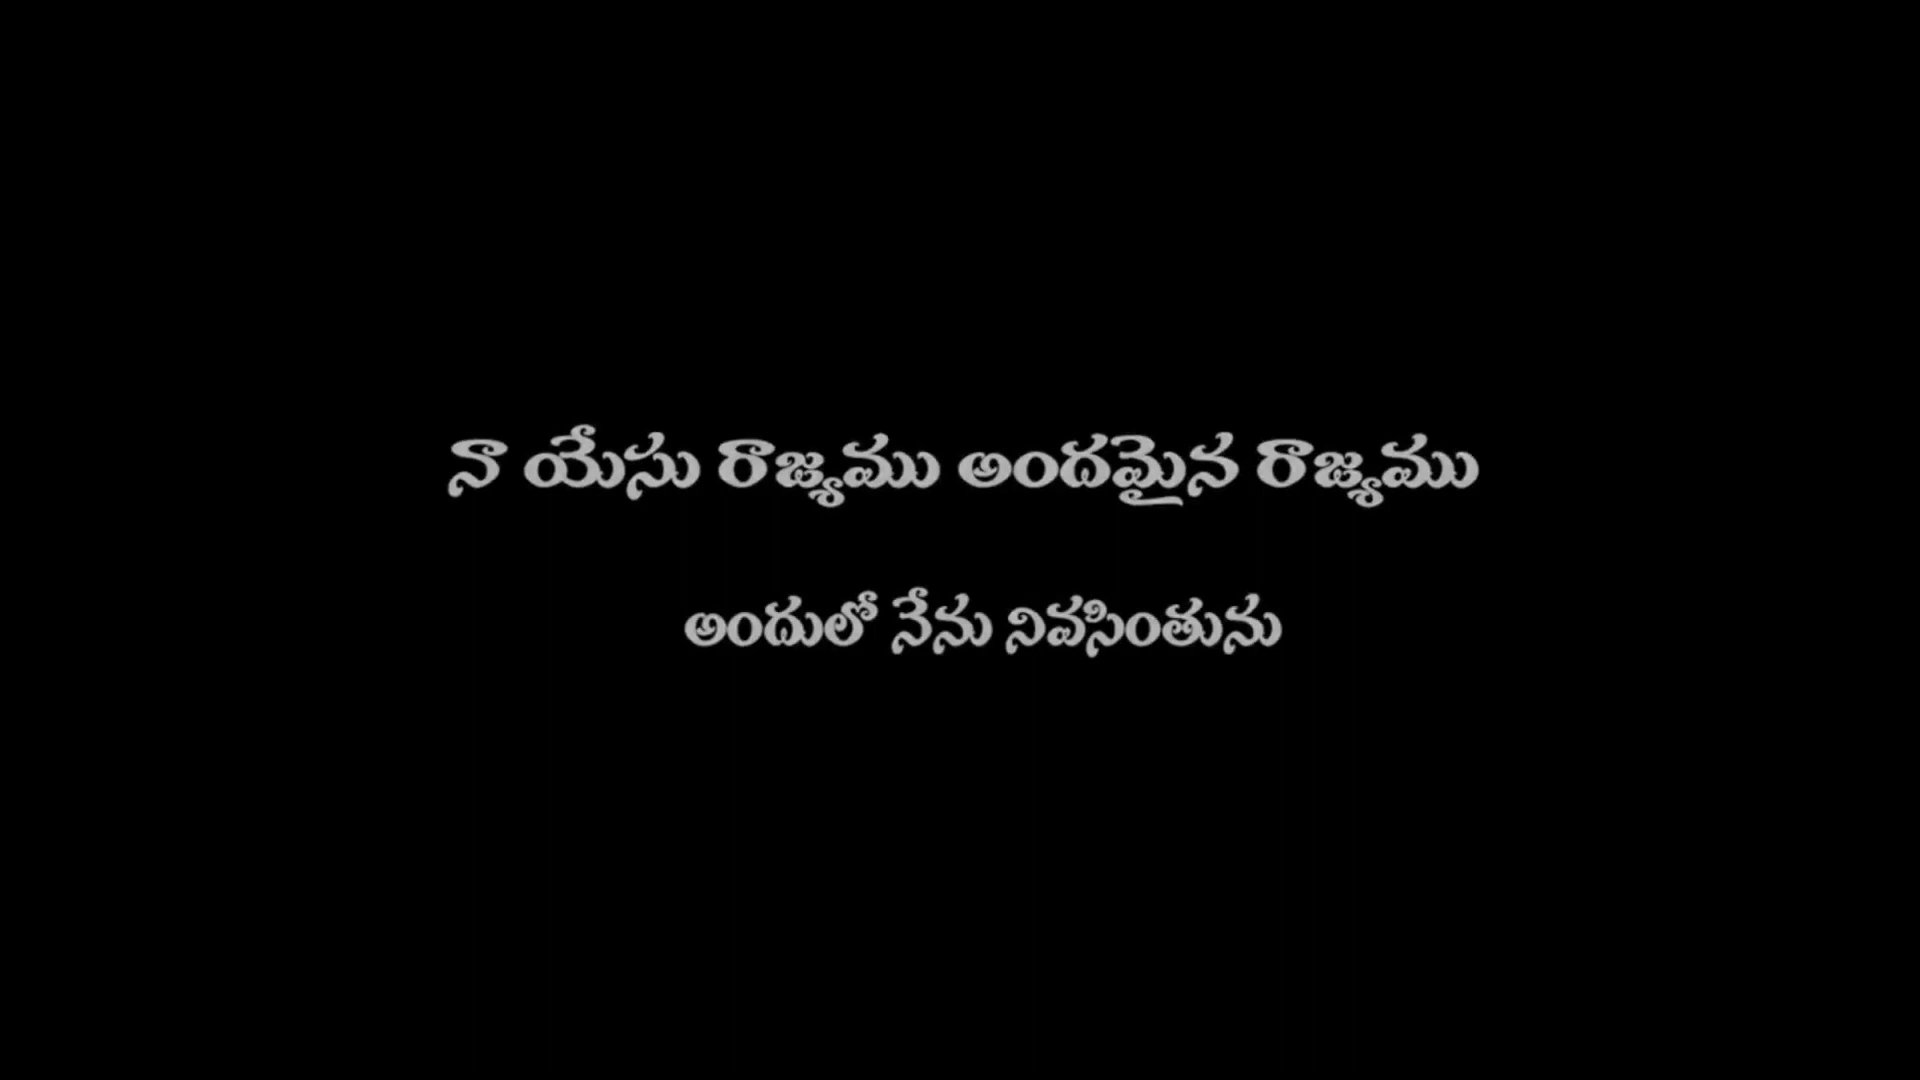 నా యేసు రాజ్యము అందమైన రాజ్యము
అందులో నేను నివసింతును